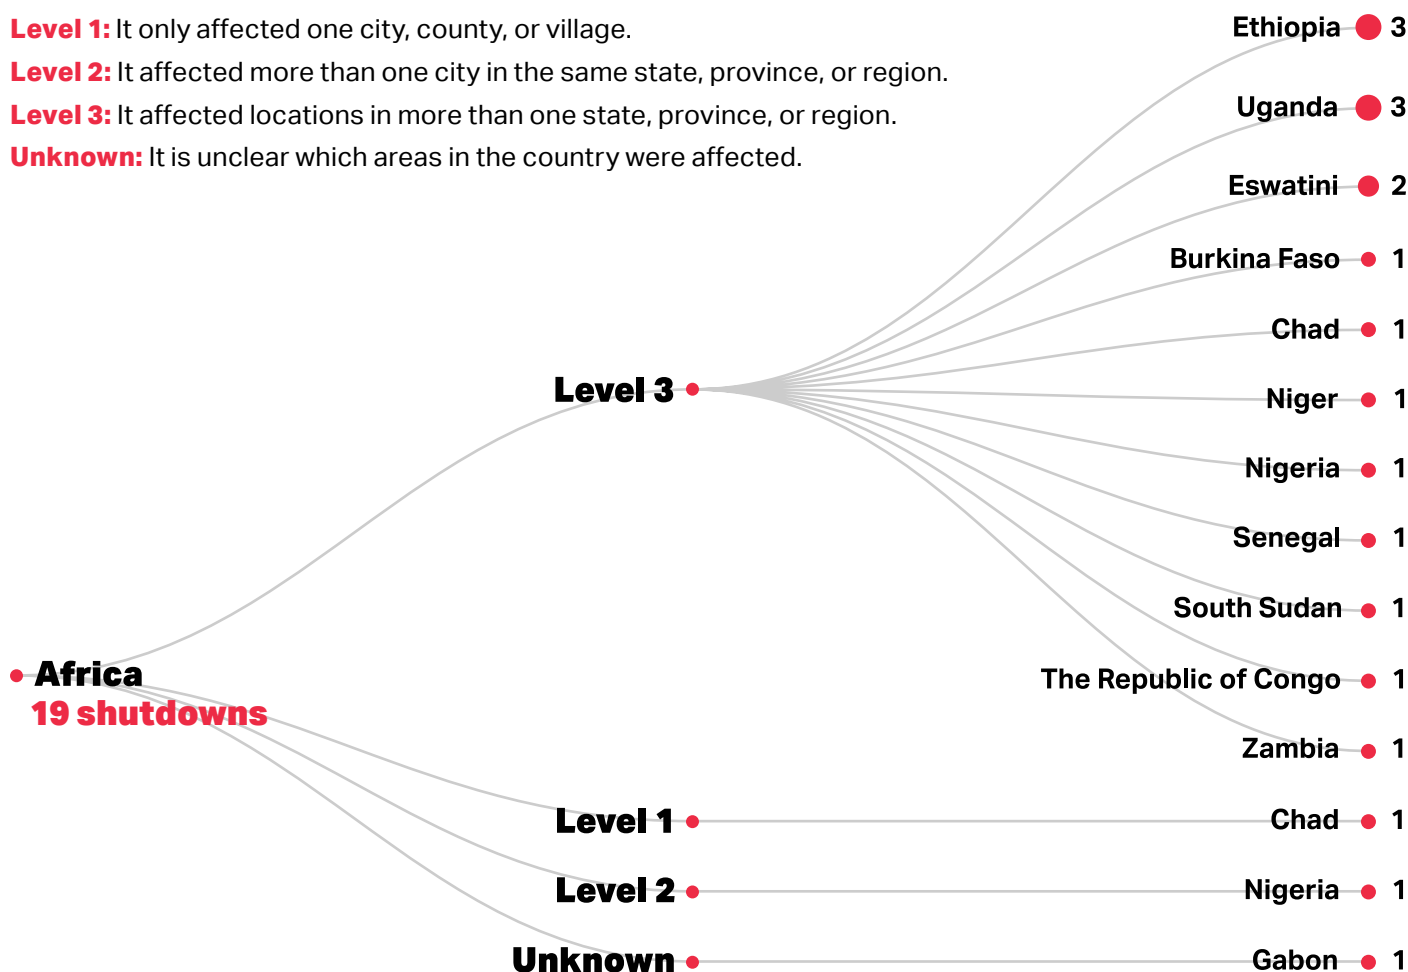 Level 1: It only affected one city, county, or village.
Level 2: It affected more than one city in the same state, province, or region.
Level 3: It affected locations in more than one state, province, or region.
Unknown: It is unclear which areas in the country were affected.
Africa
19 shutdowns
Level 3
Ethiopia 3
Uganda 3
Eswatini 2
Burkina Faso 1
Chad 1
Niger 1
Nigeria 1
Senegal 1
South Sudan 1
The Republic of Congo 1
Zambia 1
Level 1
Chad 1
Level 2
Nigeria 1
Unknown
Gabon 1